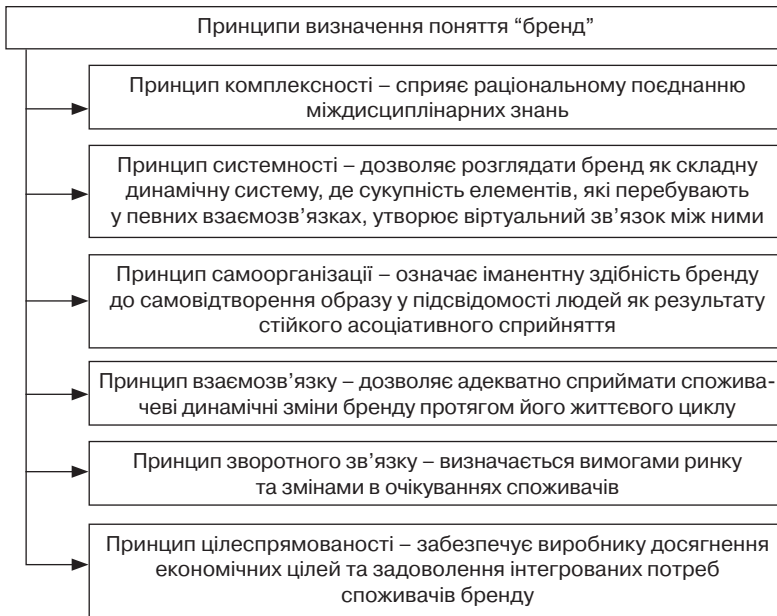 Принципи визначення поняття “бренд”
Принцип комплексності – сприяє раціональному поєднанню
міждисциплінарних знань
Принцип системності – дозволяє розглядати бренд як складну
динамічну систему, де сукупність елементів, які перебувають
у певних взаємозв’язках, утворює віртуальний зв’язок між ними
Принцип самоорганізації – означає іманентну здібність бренду
до самовідтворення образу у підсвідомості людей як результату
стійкого асоціативного сприйняття
Принцип взаємозв’язку – дозволяє адекватно сприймати спожива-
чеві динамічні зміни бренду протягом його життєвого циклу
Принцип зворотного зв’язку – визначається вимогами ринку
та змінами в очікуваннях споживачів
Принцип цілеспрямованості – забезпечує виробнику досягнення
економічних цілей та задоволення інтегрованих потреб
споживачів бренду